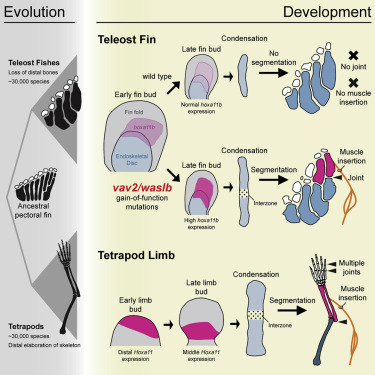 Evolution
Development
Teleost Fishes
Loss of distal bones
~30,000 species
Ancestral
pectoral fin
Tetrapods
~30,000 species
Distal elaboration of skeleton
Teleost Fin
Early fin bud
Fin fold
hoxa11b
Endoskeletal
Disc
wild type
Late fin bud
Normal hoxa11b
expression
Condensation
No
segmentation
No joint
No muscle
insertion
vav2/waslb
gain-of-function
mutations
Late fin bud
High hoxa11b
expression
Condensation
Interzone
Segmentation
Muscle
insertion
Joint
Tetrapod Limb
Early limb
bud
Distal Hoxa11
expression
Late limb
bud
Middle Hoxa11
expression
Condensation
Interzone
Segmentation
Multiple
joints
Muscle
insertion